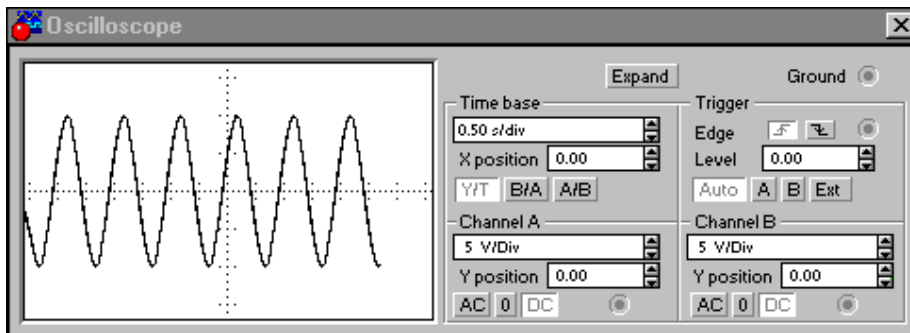 Oscilloscope
Expand
Ground
Time base
0.50 s/div
X position 0.00
Y/T B/A A/B
Trigger
Edge
Level 0.00
Auto A B Ext
Channel A
5 V/Div
Y position 0.00
AC 0 DC
Channel B
5 V/Div
Y position 0.00
AC 0 DC